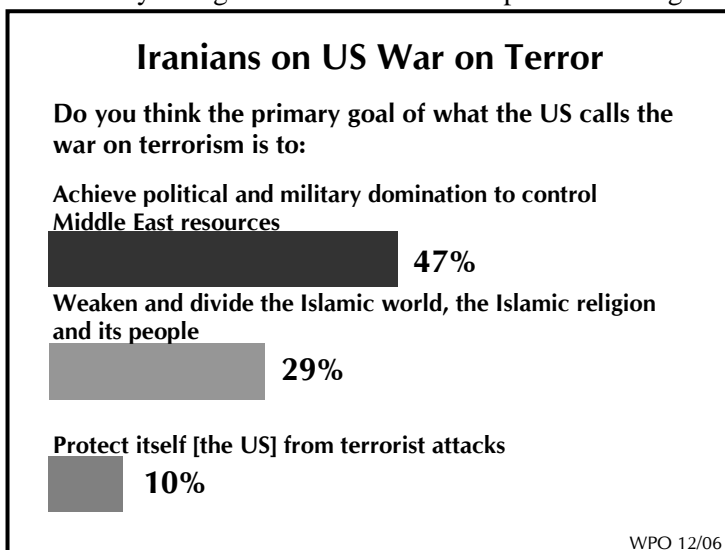 Iranians on US War on Terror
Do you think the primary goal of what the US calls the
war on terrorism is to:
Achieve political and military domination to control
Middle East resources
47%
Weaken and divide the Islamic world, the Islamic religion
and its people
29%
Protect itself [the US] from terrorist attacks
10%
WPO 12/06